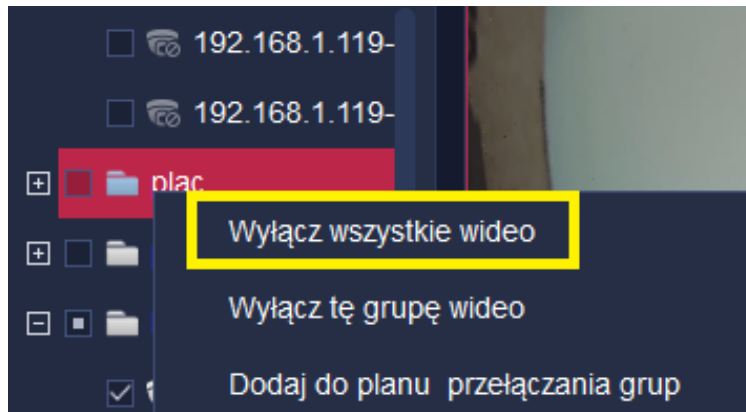 192.168.1.119-
192.168.1.119-
plac
Wyłącz wszystkie wideo
Wyłącz tę grupę wideo
Dodaj do planu  przełączania grup